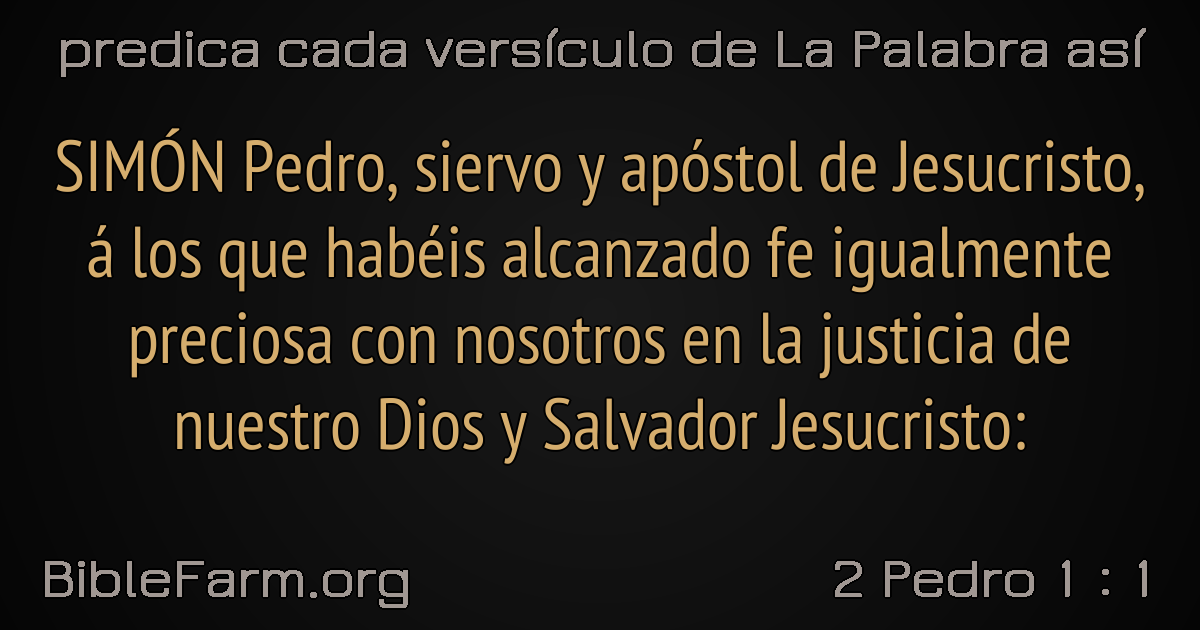 predica cada versículo de La Palabra así
SIMÓN Pedro, siervo y apóstol de Jesucristo,
á los que habéis alcanzado fe igualmente
preciosa con nosotros en la justicia de
nuestro Dios y Salvador Jesucristo:
BibleFarm.org
2 Pedro 1 : 1